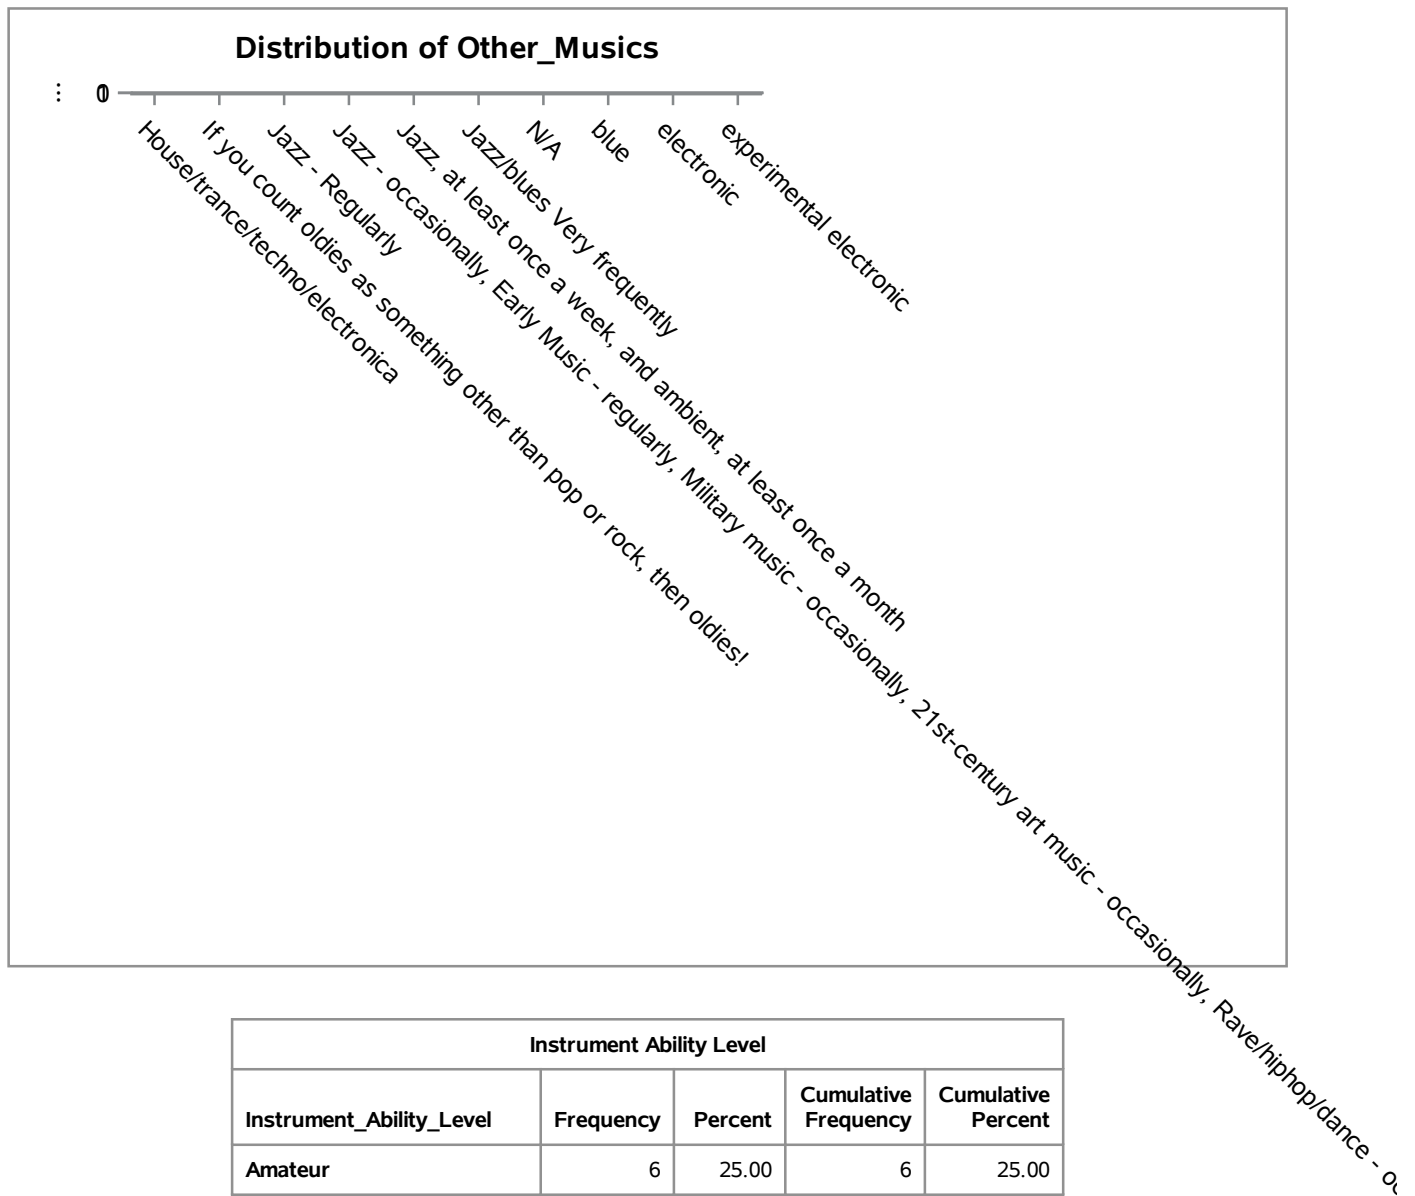 Distribution of Other_Musics
House/trance/techno/electronica
If you count oldies as something other than pop or rock, then oldies!
Jazz - Regularly
Jazz - occasionally, Early Music - regularly, Military music - occasionally, 21st-century art music - occasionally, Rave/hiphop/dance -
Jazz, at least once a week, and ambient, at least once a month
Jazz/blues Very frequently
N/A
blue
electronic
experimental electronic
Instrument Ability Level
Instrument_Ability_Level Frequency Percent Cumulative Frequency Cumulative Percent
Amateur 6 25.00 6 25.00